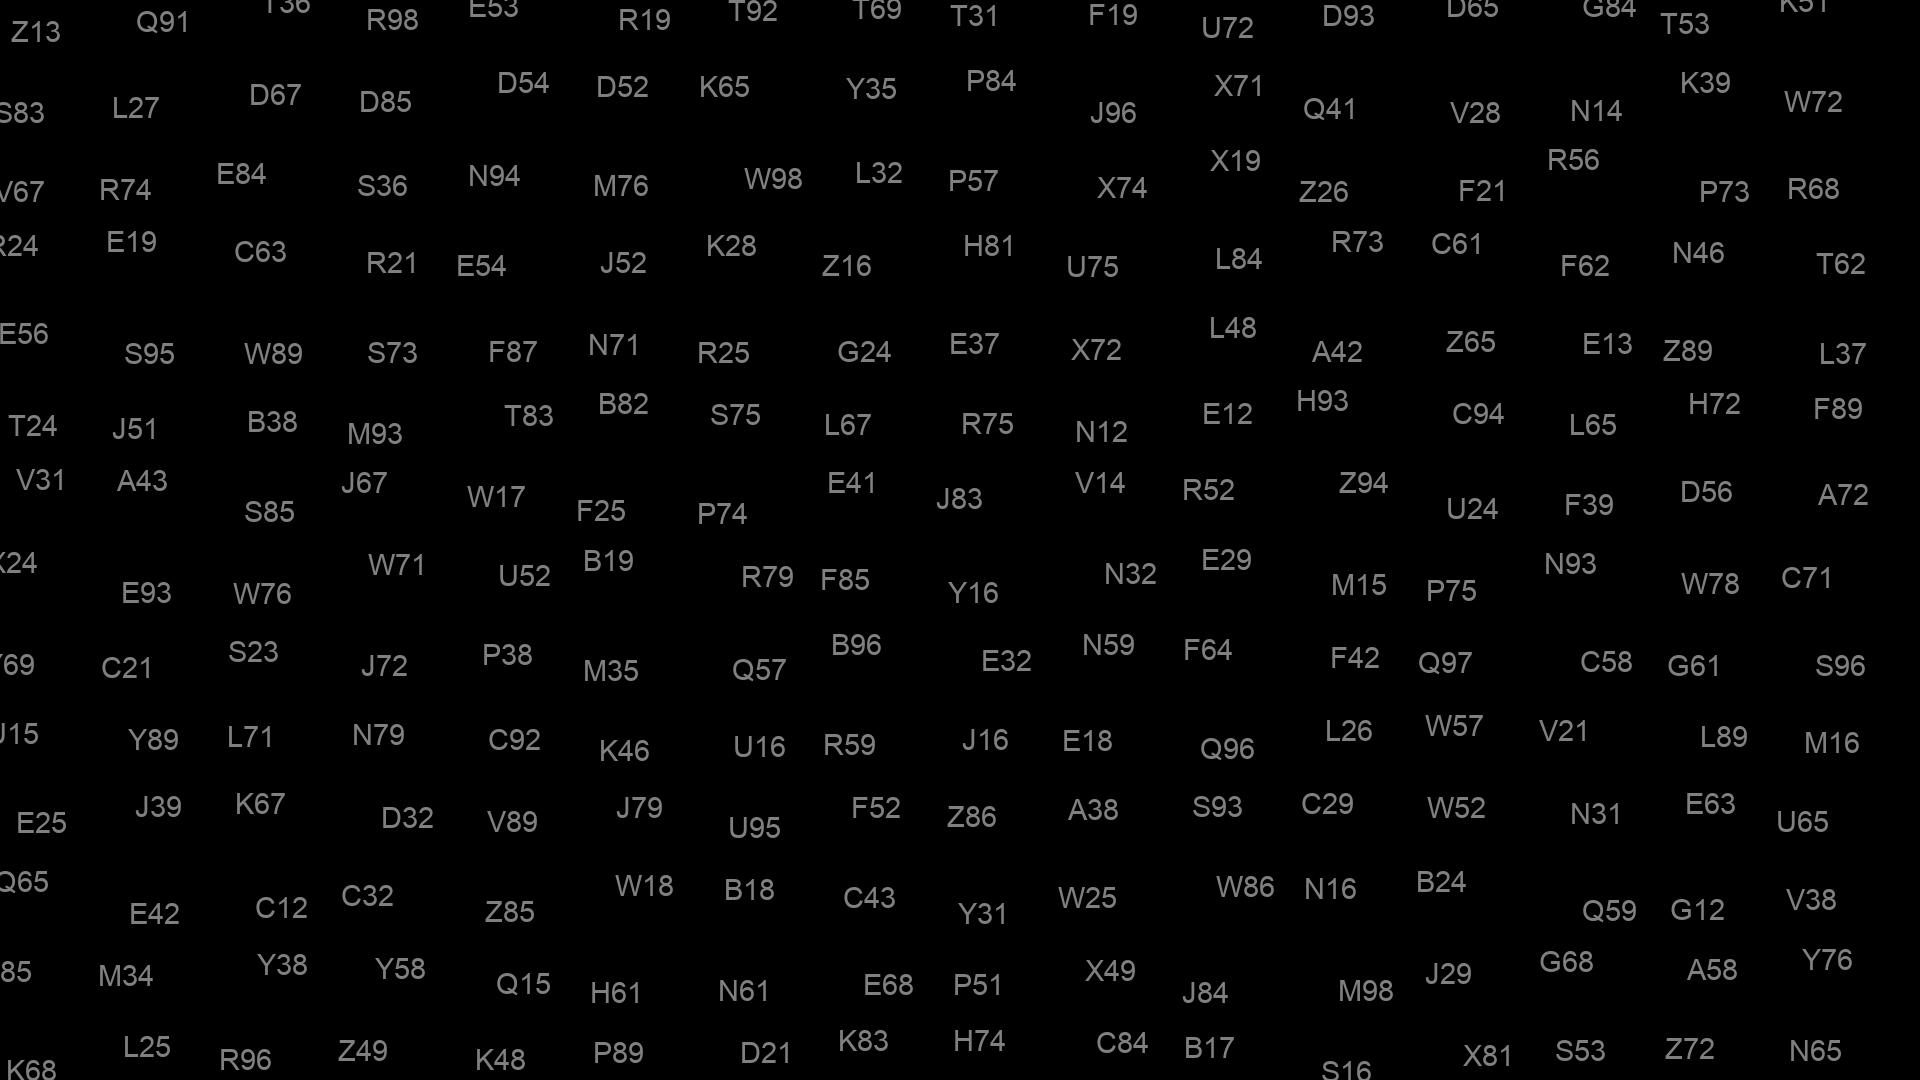 Z13 Q91 T36 R98 E53 R19 T92 T69 T31 F19 U72 D93 D65 G84 T53 K51
S83 L27 D67 D85 D54 D52 K65 Y35 P84 J96 X71 Q41 V28 N14 K39 W72
V67 R74 E84 S36 N94 M76 W98 L32 P57 X74 X19 Z26 F21 R56 P73 R68
R24 E19 C63 R21 E54 J52 K28 Z16 H81 U75 L84 R73 C61 F62 N46 T62
E56 S95 W89 S73 F87 N71 R25 G24 E37 X72 L48 A42 Z65 E13 Z89 L37
T24 J51 B38 M93 T83 B82 S75 L67 R75 N12 E12 H93 C94 L65 H72 F89
V31 A43 S85 J67 W17 F25 P74 E41 J83 V14 R52 Z94 U24 F39 D56 A72
E93 W76 W71 U52 B19 R79 F85 Y16 N32 E29 M15 P75 N93 W78 C71
C21 S23 J72 P38 M35 Q57 B96 E32 N59 F64 F42 Q97 C58 G61 S96
Y89 L71 N79 C92 K46 U16 R59 J16 E18 Q96 L26 W57 V21 L89 M16
E25 J39 K67 D32 V89 J79 U95 F52 Z86 A38 S93 C29 W52 N31 E63 U65
Q65 E42 C12 C32 Z85 W18 B18 C43 Y31 W25 W86 N16 B24 Q59 G12 V38
85 M34 Y38 Y58 Q15 H61 N61 E68 P51 X49 J84 M98 J29 G68 A58 Y76
K68 L25 R96 Z49 K48 P89 D21 K83 H74 C84 B17 S16 X81 S53 Z72 N65